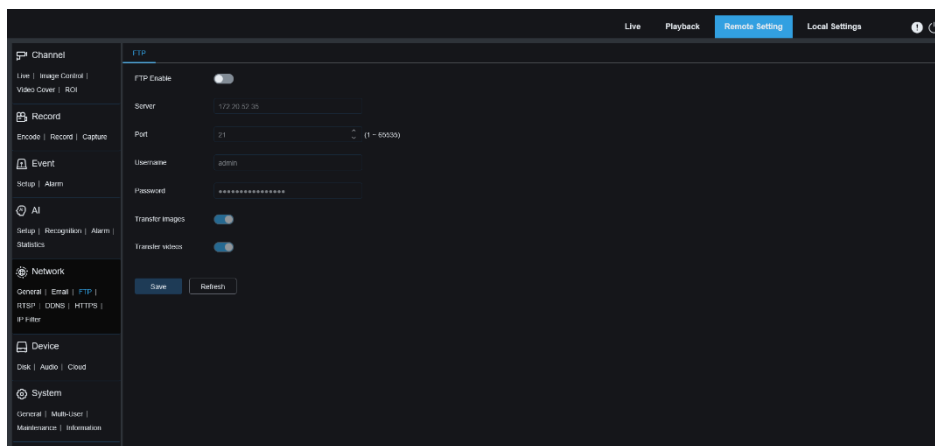 Live Playback Remote Setting Local Settings
Channel
Live | Image Control |
Video Cover | ROI
Record
Encode | Record | Capture
Event
Setup | Alarm
AI
Setup | Recognition | Alarm |
Statistics
Network
General | Email | FTP |
RTSP | DDNS | HTTPS |
IP Filter
Device
Disk | Audio | Cloud
System
General | Multi-User |
Maintenance | Information
FTP
FTP Enable
Server 172.20.52.35
Port 21 (1 ~ 65535)
Username admin
Password ••••••••••••••••
Transfer images
Transfer videos
Save Refresh